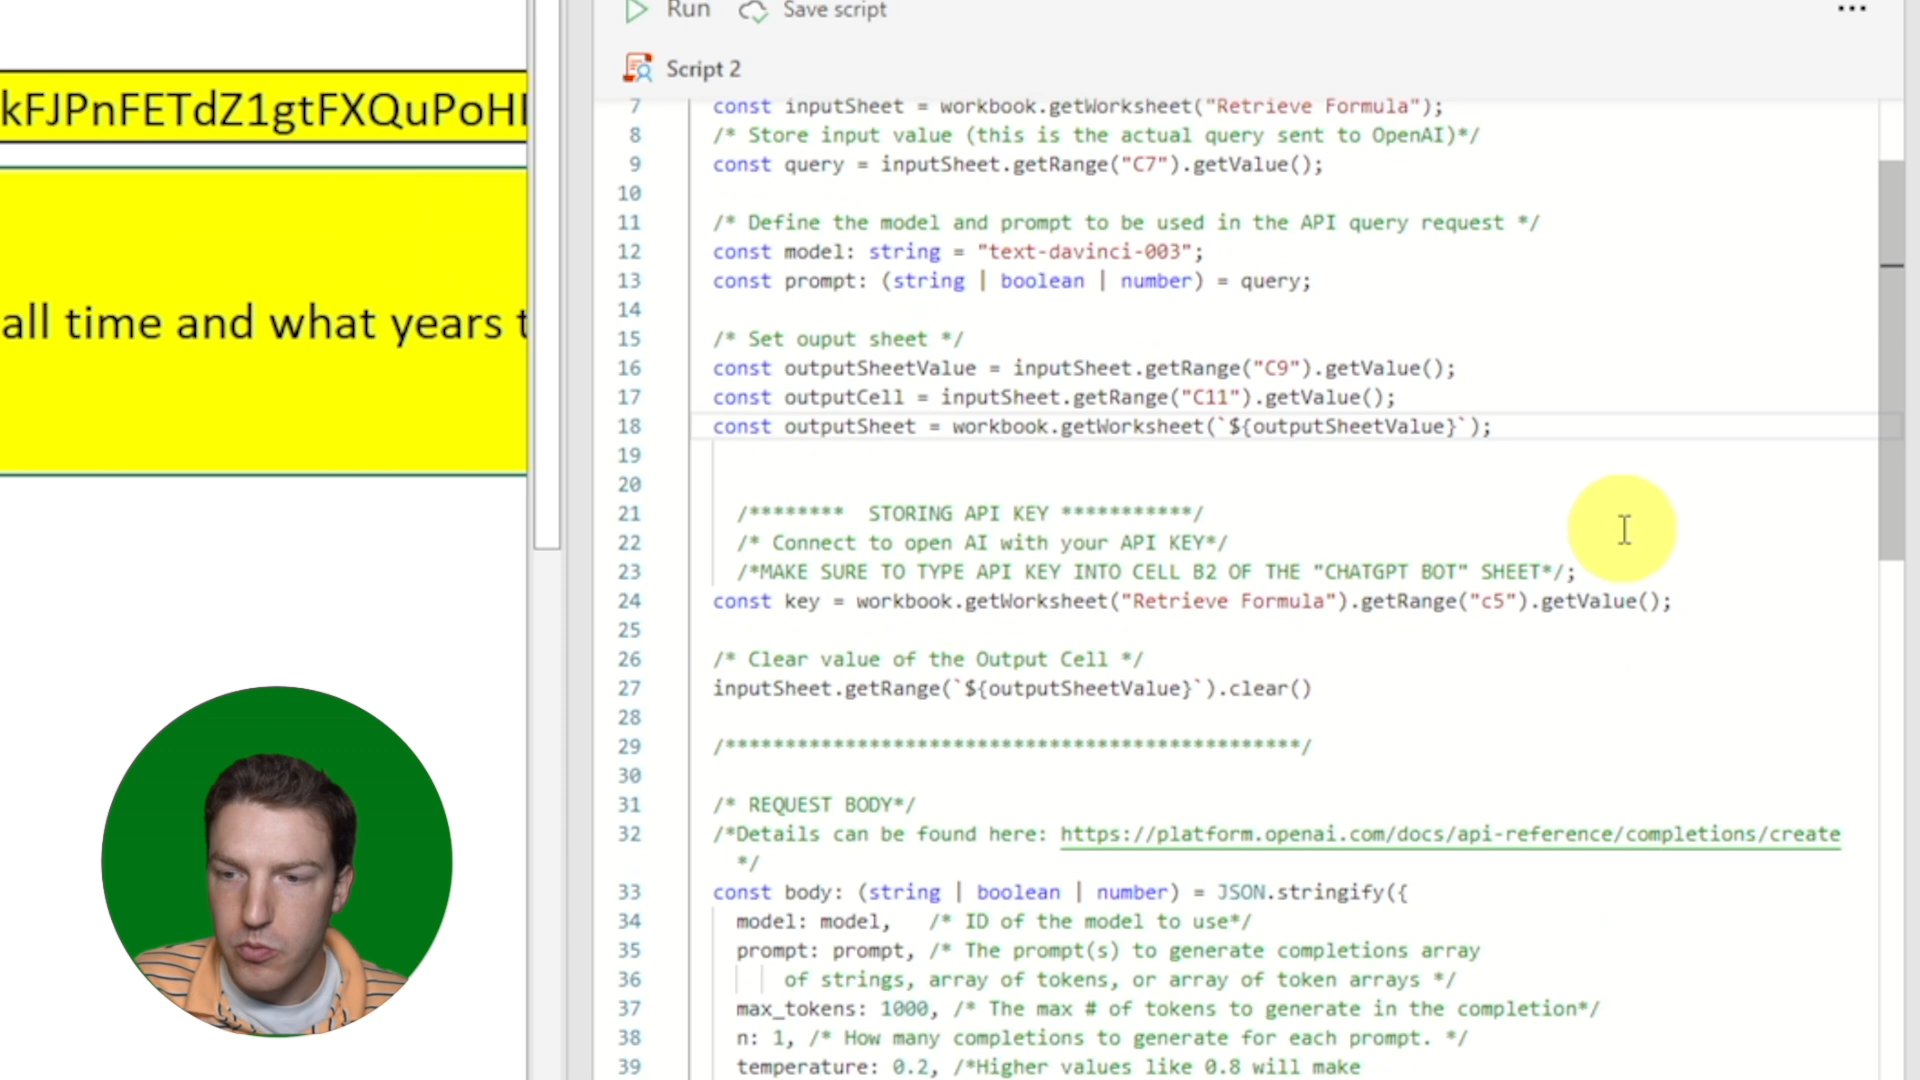 Run Save script
Script 2
kFJPnFETdZ1gtFXQuPoH
all time and what years
7 const inputSheet = workbook.getWorksheet("Retrieve Formula");
8 /* Store input value (this is the actual query sent to OpenAI)*/
9 const query = inputSheet.getRange("C7").getValue();
10
11 /* Define the model and prompt to be used in the API query request */
12 const model: string = "text-davinci-003";
13 const prompt: (string | boolean | number) = query;
14
15 /* Set ouput sheet */
16 const outputSheetValue = inputSheet.getRange("C9").getValue();
17 const outputCell = inputSheet.getRange("C11").getValue();
18 const outputSheet = workbook.getWorksheet(`${outputSheetValue}`);
19
20
21 /******** STORING API KEY ***********/
22 /* Connect to open AI with your API KEY*/
23 /*MAKE SURE TO TYPE API KEY INTO CELL B2 OF THE "CHATGPT BOT" SHEET*/;
24 const key = workbook.getWorksheet("Retrieve Formula").getRange("c5").getValue();
25
26 /* Clear value of the Output Cell */
27 inputSheet.getRange(`${outputSheetValue}`).clear()
28
29 /************************************************/
30
31 /* REQUEST BODY*/
32 /*Details can be found here: https://platform.openai.com/docs/api-reference/completions/create
*/
33 const body: (string | boolean | number) = JSON.stringify({
34 model: model, /* ID of the model to use*/
35 prompt: prompt, /* The prompt(s) to generate completions array
36 of strings, array of tokens, or array of token arrays */
37 max_tokens: 1000, /* The max # of tokens to generate in the completion*/
38 n: 1, /* How many completions to generate for each prompt. */
39 temperature: 0.2, /*Higher values like 0.8 will make